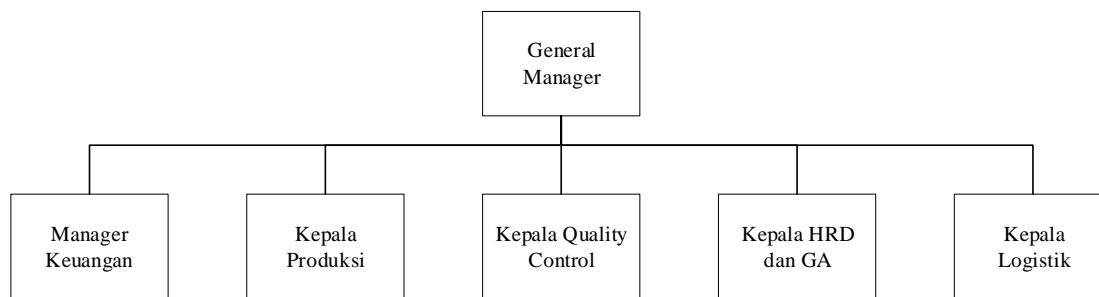 General
Manager
Manager
Keuangan
Kepala
Produksi
Kepala Quality
Control
Kepala HRD
dan GA
Kepala
Logistik